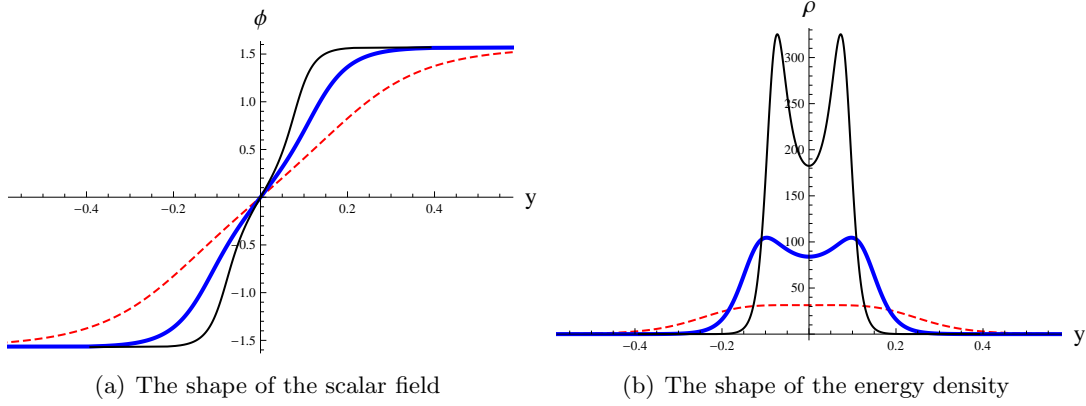 ϕ
1.5
1.0
0.5
−0.4 −0.2 0.2 0.4 y
−0.5
−1.0
−1.5
(a) The shape of the scalar field
ρ
300
250
200
150
100
50
−0.4 −0.2 0.2 0.4 y
(b) The shape of the energy density